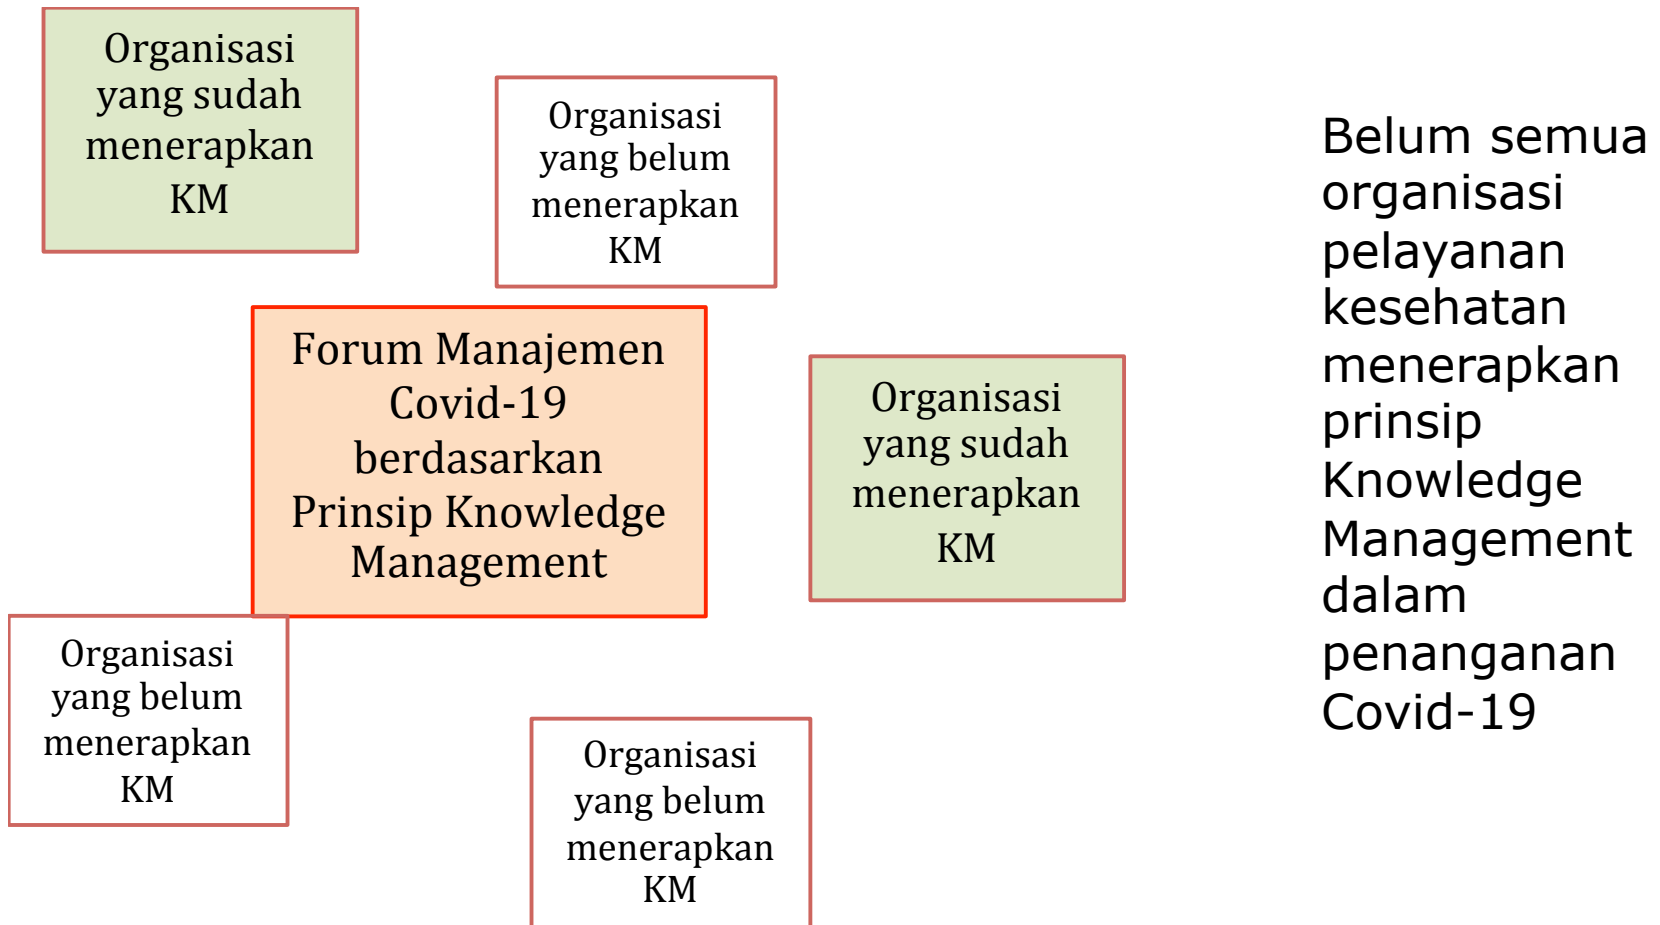 Organisasi
yang sudah
menerapkan
KM
Organisasi
yang belum
menerapkan
KM
Forum Manajemen
Covid-19
berdasarkan
Prinsip Knowledge
Management
Organisasi
yang sudah
menerapkan
KM
Organisasi
yang belum
menerapkan
KM
Organisasi
yang belum
menerapkan
KM
Belum semua
organisasi
pelayanan
kesehatan
menerapkan
prinsip
Knowledge
Management
dalam
penanganan
Covid-19